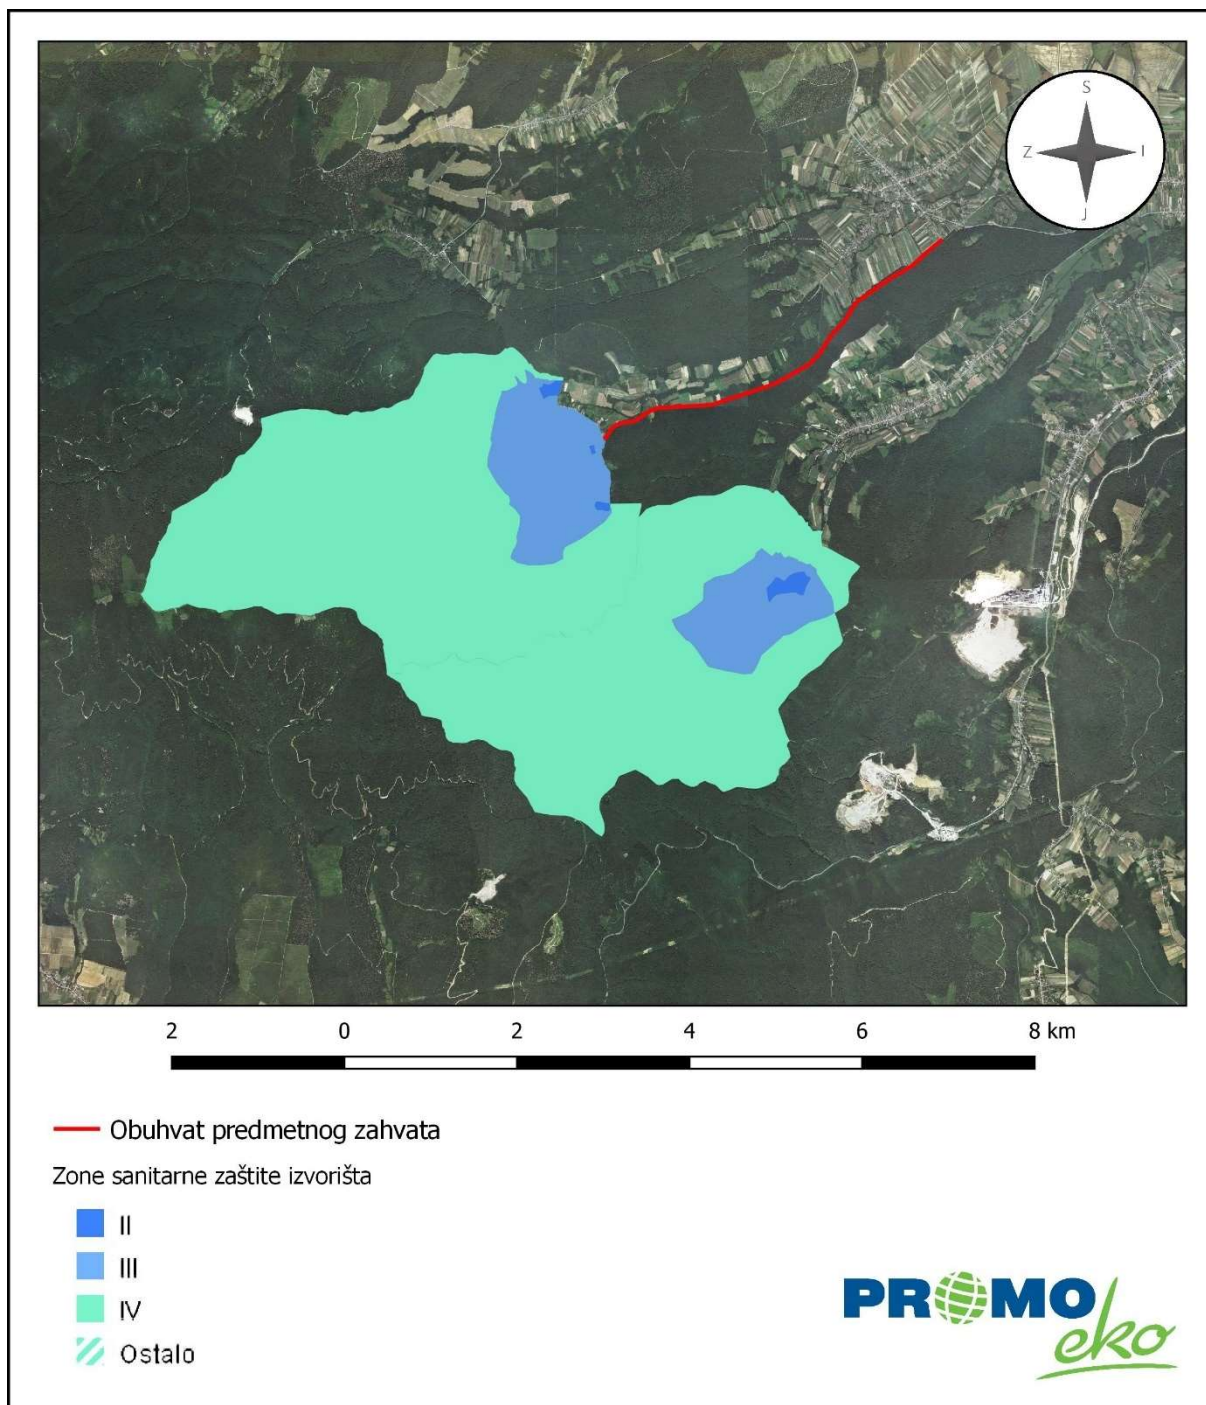 S
Z I
J
2 0 2 4 6 8 km
Obuhvat predmetnog zahvata
Zone sanitarne zaštite izvorišta
II
III
IV
Ostalo
PROMO
eko